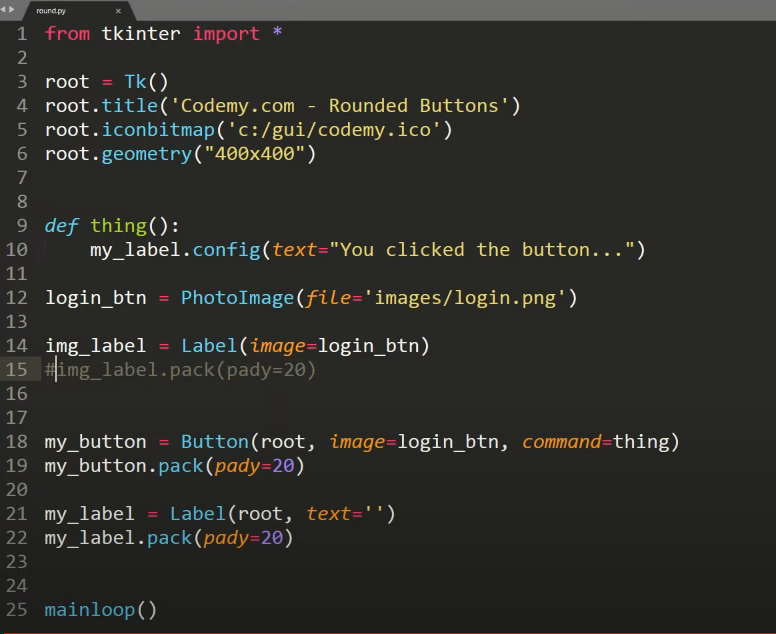 round.py
1 from tkinter import *
2
3 root = Tk()
4 root.title('Codemy.com - Rounded Buttons')
5 root.iconbitmap('c:/gui/codemy.ico')
6 root.geometry("400x400")
7
8
9 def thing():
10     my_label.config(text="You clicked the button...")
11
12 login_btn = PhotoImage(file='images/login.png')
13
14 img_label = Label(image=login_btn)
15 #img_label.pack(pady=20)
16
17
18 my_button = Button(root, image=login_btn, command=thing)
19 my_button.pack(pady=20)
20
21 my_label = Label(root, text='')
22 my_label.pack(pady=20)
23
24
25 mainloop()